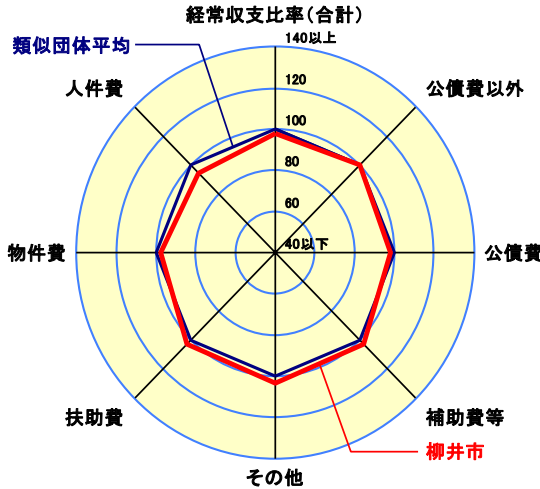 経常収支比率(合計)
類似団体平均
140以上
人件費
120
公債費以外
100
80
60
物件費
40以下
公債費
扶助費
補助費等
柳井市
その他